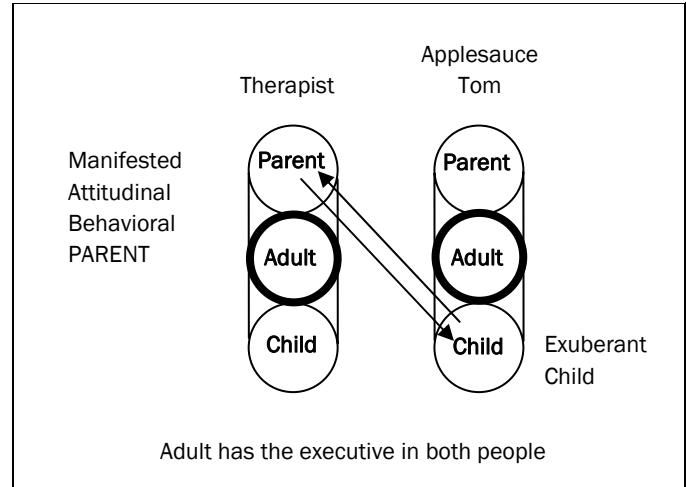 Therapist
Applesauce
Tom
Manifested
Attitudinal
Behavioral
PARENT
Parent
Adult
Child
Parent
Adult
Child
Exuberant
Child
Adult has the executive in both people